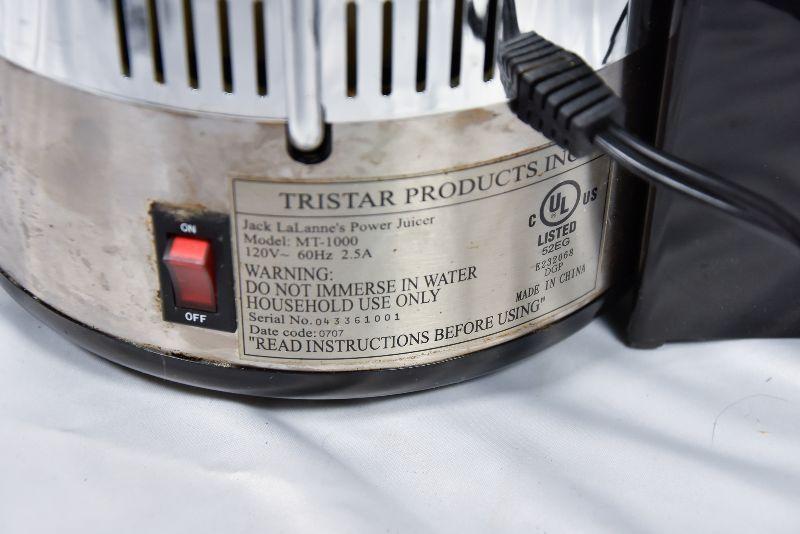 TRISTAR PRODUCTS INC
Jack LaLanne's Power Juicer
Model: MT-1000
120V~ 60Hz 2.5A
WARNING:
DO NOT IMMERSE IN WATER
HOUSEHOLD USE ONLY
Serial No. 043361001
Date code: 0707
"READ INSTRUCTIONS BEFORE USING"
C UL US
LISTED
52EG
E232068
DGP
MADE IN CHINA
ON
OFF